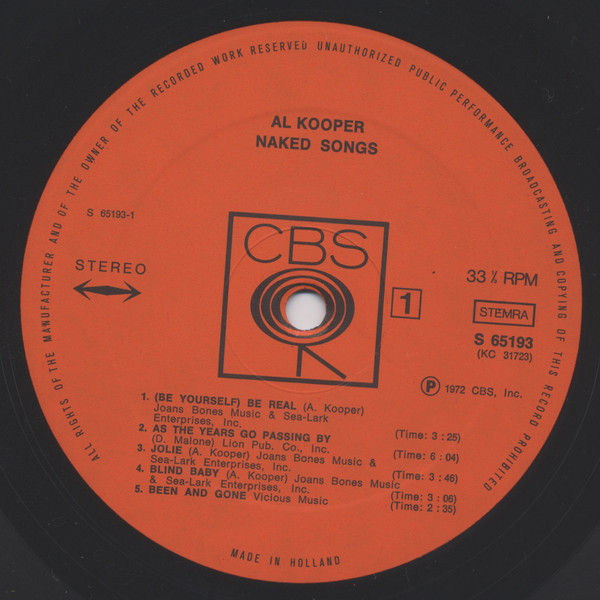 ALL RIGHTS OF THE MANUFACTURER AND OF THE OWNER OF THE RECORDED WORK RESERVED UNAUTHORIZED PUBLIC PERFORMANCE BROADCASTING AND COPYING OF THIS RECORD PROHIBITED
AL KOOPER
NAKED SONGS
S 65193-1
STEREO
CBS
1
33 ⅓ RPM
STEMRA
S 65193
(KC 31723)
Ⓟ 1972 CBS, Inc.
1. (BE YOURSELF) BE REAL (A. Kooper)
Joans Bones Music & Sea-Lark
Enterprises, Inc. (Time: 3 : 25)
2. AS THE YEARS GO PASSING BY
(D. Malone) Lion Pub. Co., Inc. (Time: 6 : 04)
3. JOLIE (A. Kooper) Joans Bones Music &
Sea-Lark Enterprises, Inc. (Time: 3 : 46)
4. BLIND BABY (A. Kooper) Joans Bones Music
& Sea-Lark Enterprises, Inc. (Time: 3 : 06)
5. BEEN AND GONE Vicious Music (Time: 2 : 35)
MADE IN HOLLAND